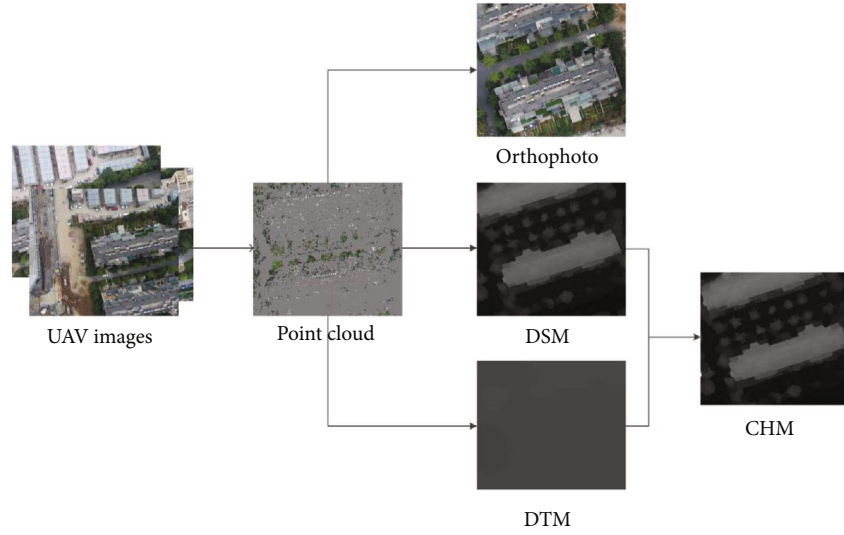 Orthophoto
UAV images
Point cloud
DSM
CHM
DTM